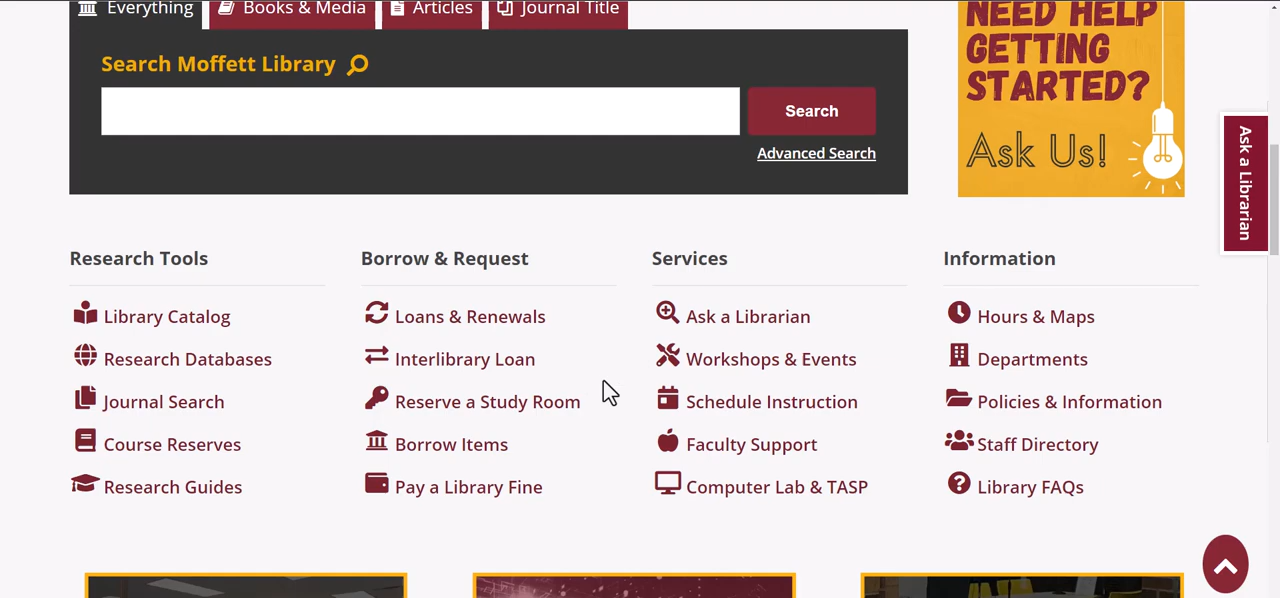 Everything
Books & Media
Articles
Journal Title
Search Moffett Library
Search
Advanced Search
NEED HELP
GETTING
STARTED?
Ask Us!
Ask a Librarian
Research Tools
Library Catalog
Research Databases
Journal Search
Course Reserves
Research Guides
Borrow & Request
Loans & Renewals
Interlibrary Loan
Reserve a Study Room
Borrow Items
Pay a Library Fine
Services
Ask a Librarian
Workshops & Events
Schedule Instruction
Faculty Support
Computer Lab & TASP
Information
Hours & Maps
Departments
Policies & Information
Staff Directory
Library FAQs